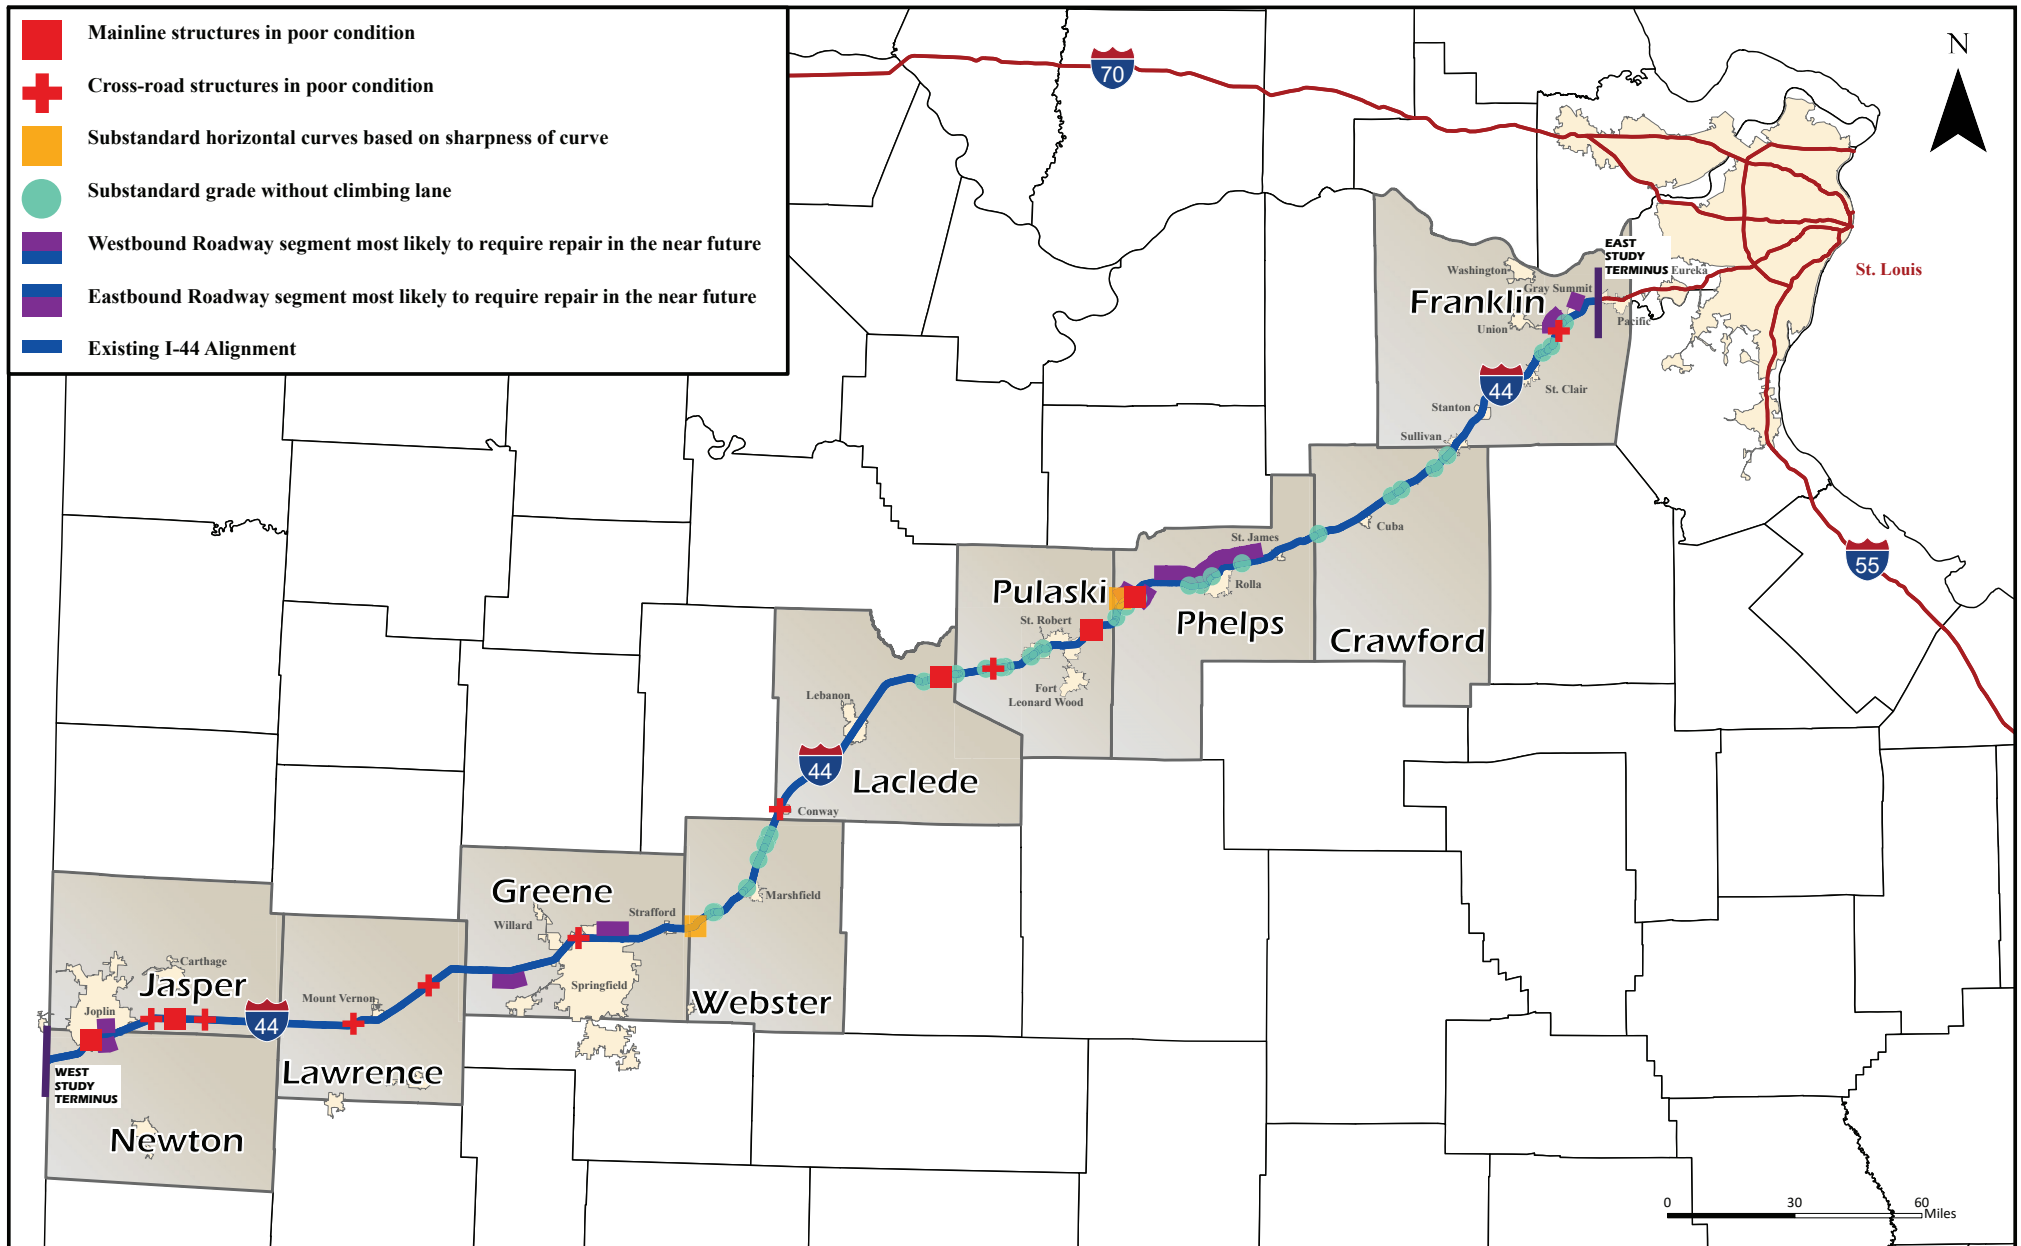 Mainline structures in poor condition
Cross-road structures in poor condition
Substandard horizontal curves based on sharpness of curve
Substandard grade without climbing lane
Westbound Roadway segment most likely to require repair in the near future
Eastbound Roadway segment most likely to require repair in the near future
Existing I-44 Alignment
70
N
EAST
STUDY
TERMINUS
Eureka
Washington
Gray Summit
St. Louis
Franklin
Union
Pacific
44
St. Clair
Stanton
Sullivan
Cuba
St. James
55
Pulaski
Rolla
St. Robert
Phelps
Crawford
Fort
Leonard Wood
Lebanon
44
Laclede
Conway
Greene
Marshfield
Strafford
Willard
Carthage
Jasper
Springfield
Mount Vernon
Webster
Joplin
44
WEST
STUDY
TERMINUS
Lawrence
Newton
0 30 60
Miles